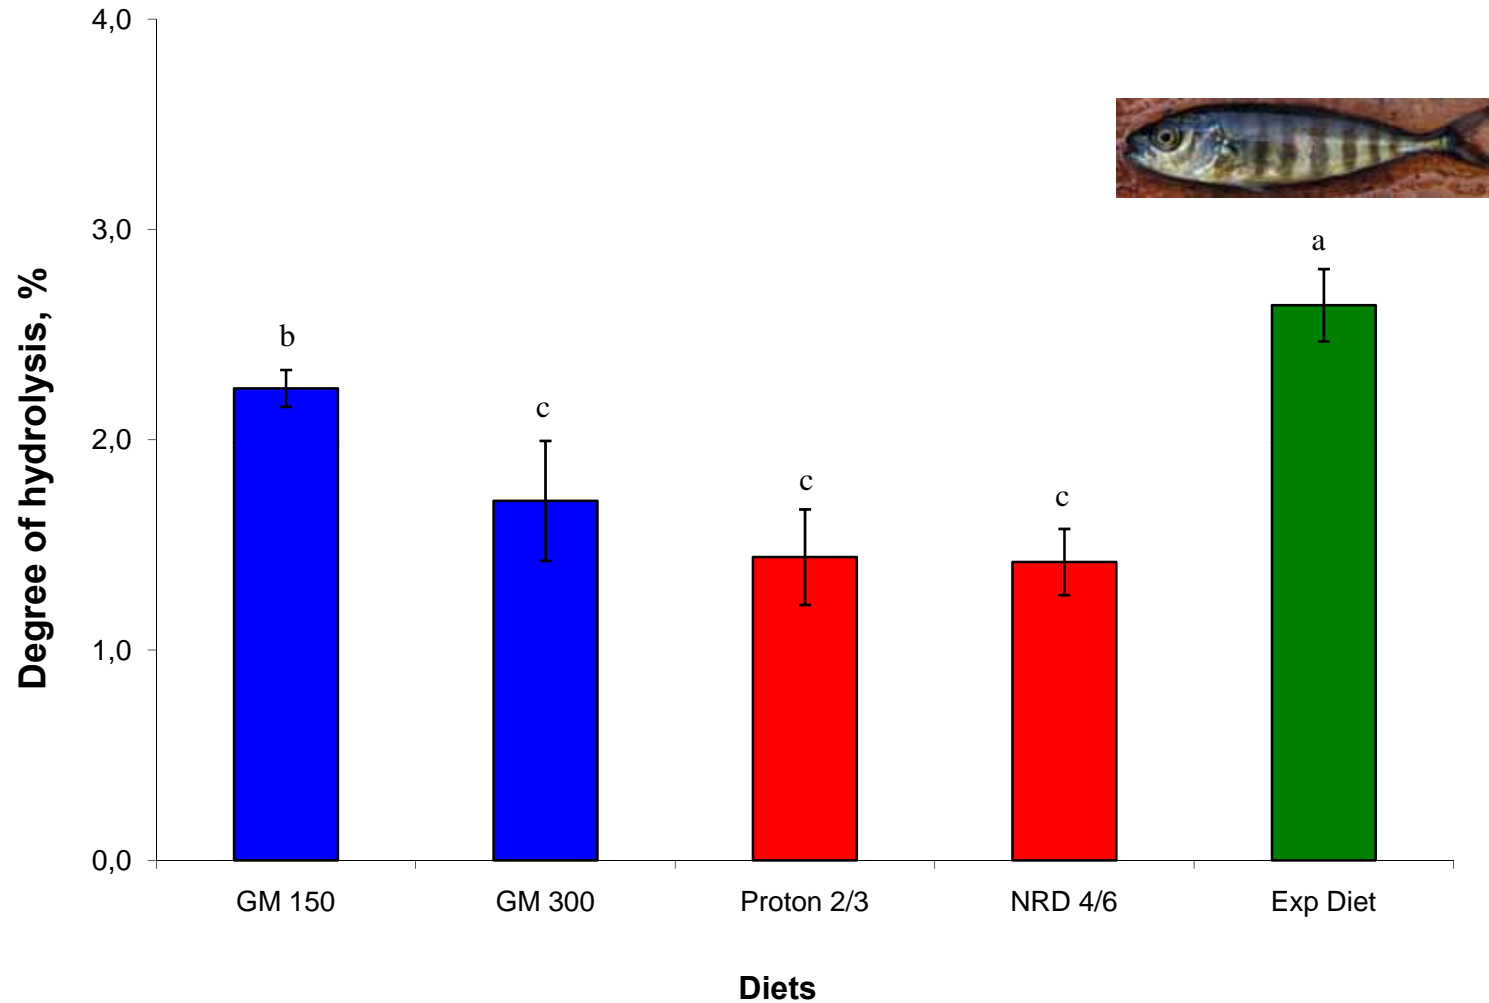 4,0
3,0
2,0
1,0
0,0
Degree of hydrolysis, %
b
c
c
c
a
GM 150
GM 300
Proton 2/3
NRD 4/6
Exp Diet
Diets